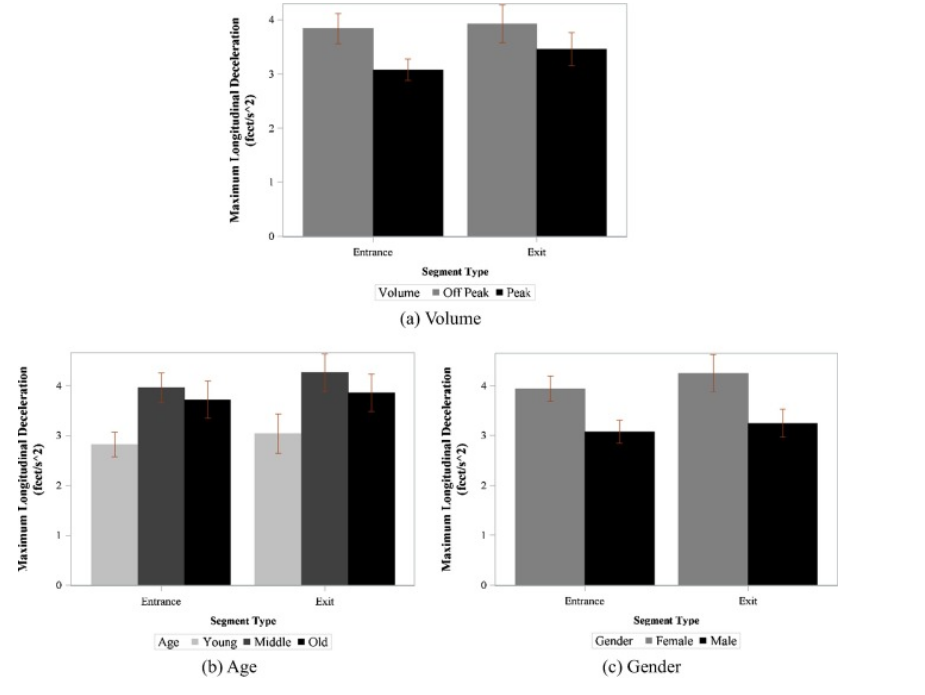 Maximum Longitudinal Deceleration
(feet/s^2)
4
3
2
1
0
Entrance Exit
Segment Type
Volume Off Peak Peak
(a) Volume
Maximum Longitudinal Deceleration
(feet/s^2)
4
3
2
1
0
Entrance Exit
Segment Type
Age Young Middle Old
(b) Age
Maximum Longitudinal Deceleration
(feet/s^2)
4
3
2
1
0
Entrance Exit
Segment Type
Gender Female Male
(c) Gender